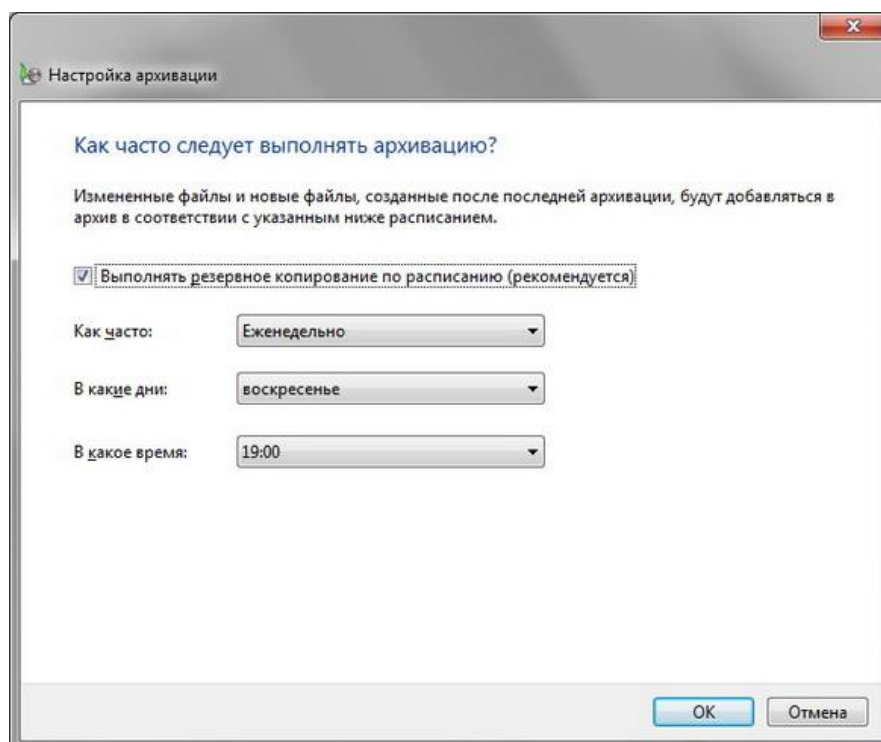 Настройка архивации
Как часто следует выполнять архивацию?
Измененные файлы и новые файлы, созданные после последней архивации, будут добавляться в
архив в соответствии с указанным ниже расписанием.
Выполнять резервное копирование по расписанию (рекомендуется)
Как часто: Еженедельно
В какие дни: воскресенье
В какое время: 19:00
ОК Отмена